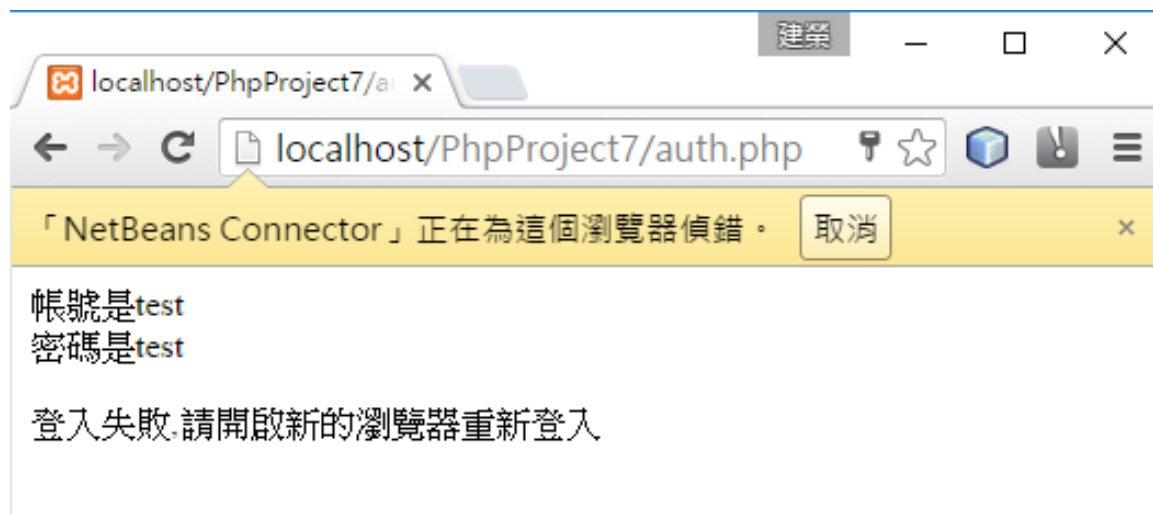 建榮
localhost/PhpProject7/a
localhost/PhpProject7/auth.php
「NetBeans Connector」正在為這個瀏覽器偵錯。 取消
帳號是test
密碼是test
登入失敗,請開啟新的瀏覽器重新登入